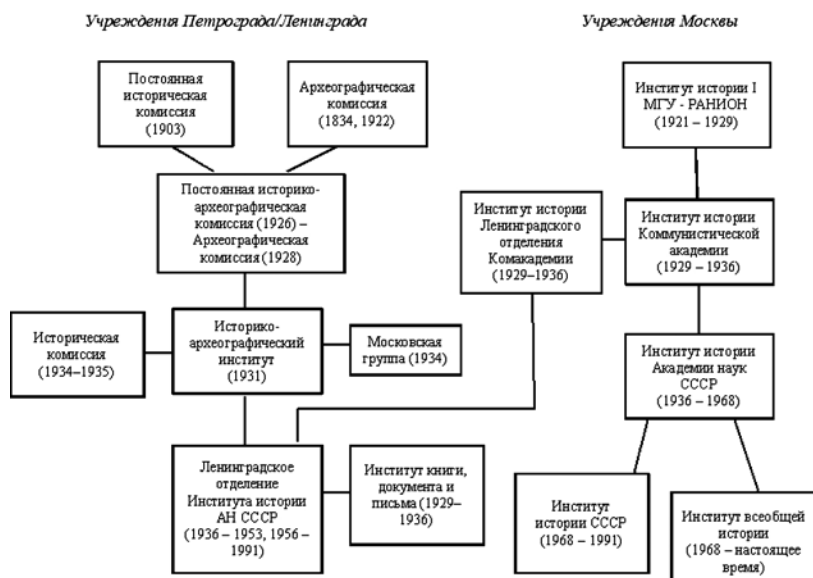 Учреждения Петрограда/Ленинграда
Учреждения Москвы
Постоянная
историческая
комиссия
(1903)
Археографическая
комиссия
(1834, 1922)
Институт истории I
МГУ - РАНИОН
(1921 – 1929)
Постоянная историко-
археографическая
комиссия (1926) –
Археографическая
комиссия (1928)
Институт истории
Ленинградского
отделения
Комакадемии
(1929–1936)
Институт истории
Коммунистической
академии
(1929 – 1936)
Историческая
комиссия
(1934–1935)
Историко-
археографический
институт
(1931)
Московская
группа (1934)
Институт истории
Академии наук
СССР
(1936 – 1968)
Ленинградское
отделение
Института истории
АН СССР
(1936 – 1953, 1956 –
1991)
Институт книги,
документа и
письма (1929–
1936)
Институт
истории СССР
(1968 – 1991)
Институт всеобщей
истории
(1968 – настоящее
время)